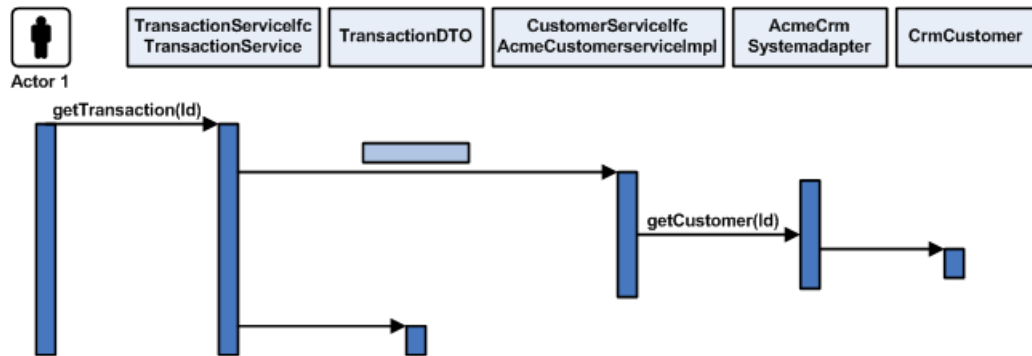 TransactionServiceIfc
TransactionService
TransactionDTO
CustomerServiceIfc
AcmeCustomerserviceImpl
AcmeCrm
Systemadapter
CrmCustomer
Actor 1
getTransaction(Id)
getCustomer(Id)